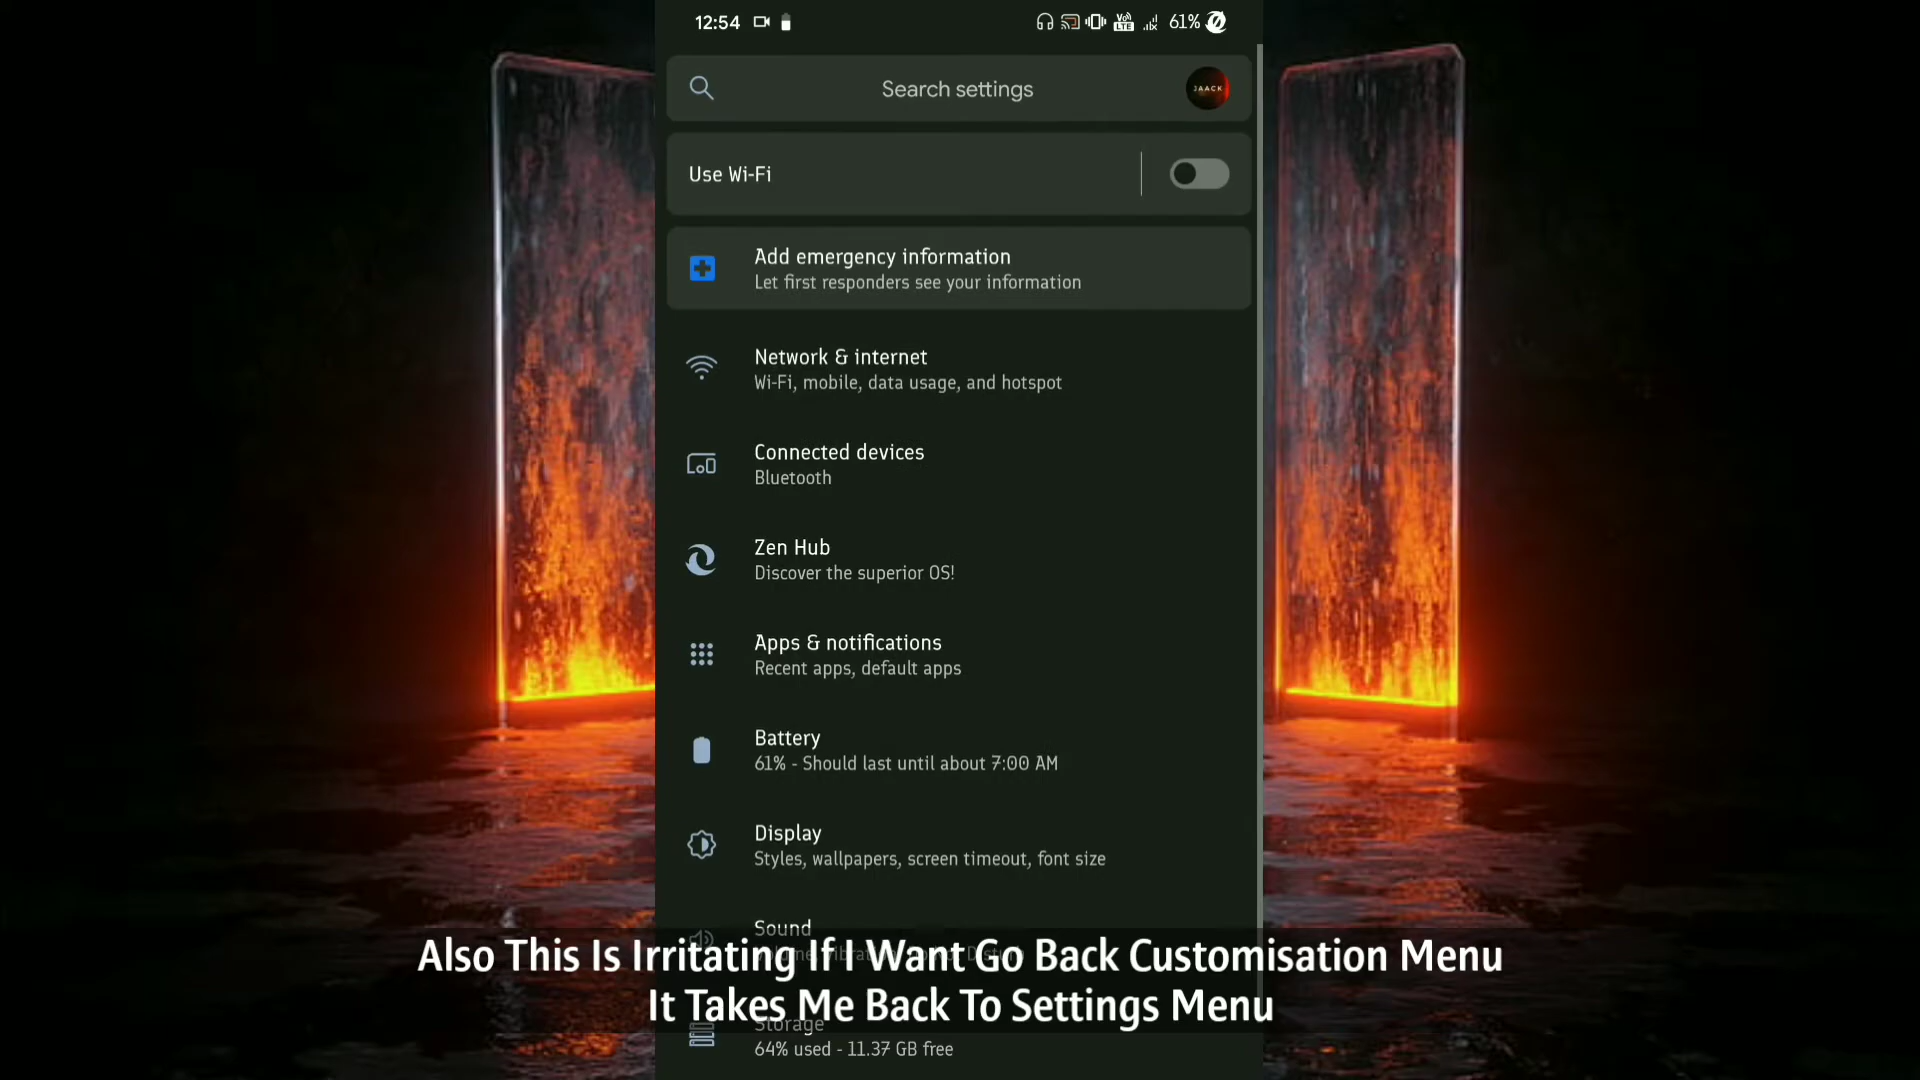 12:54
Vo
LTE
61%
Search settings
JAACK
Use Wi-Fi
Add emergency information
Let first responders see your information
Network & internet
Wi-Fi, mobile, data usage, and hotspot
Connected devices
Bluetooth
Zen Hub
Discover the superior OS!
Apps & notifications
Recent apps, default apps
Battery
61% - Should last until about 7:00 AM
Display
Styles, wallpapers, screen timeout, font size
Sound
Also This Is Irritating If I Want Go Back Customisation Menu
It Takes Me Back To Settings Menu
Storage
64% used - 11.37 GB free